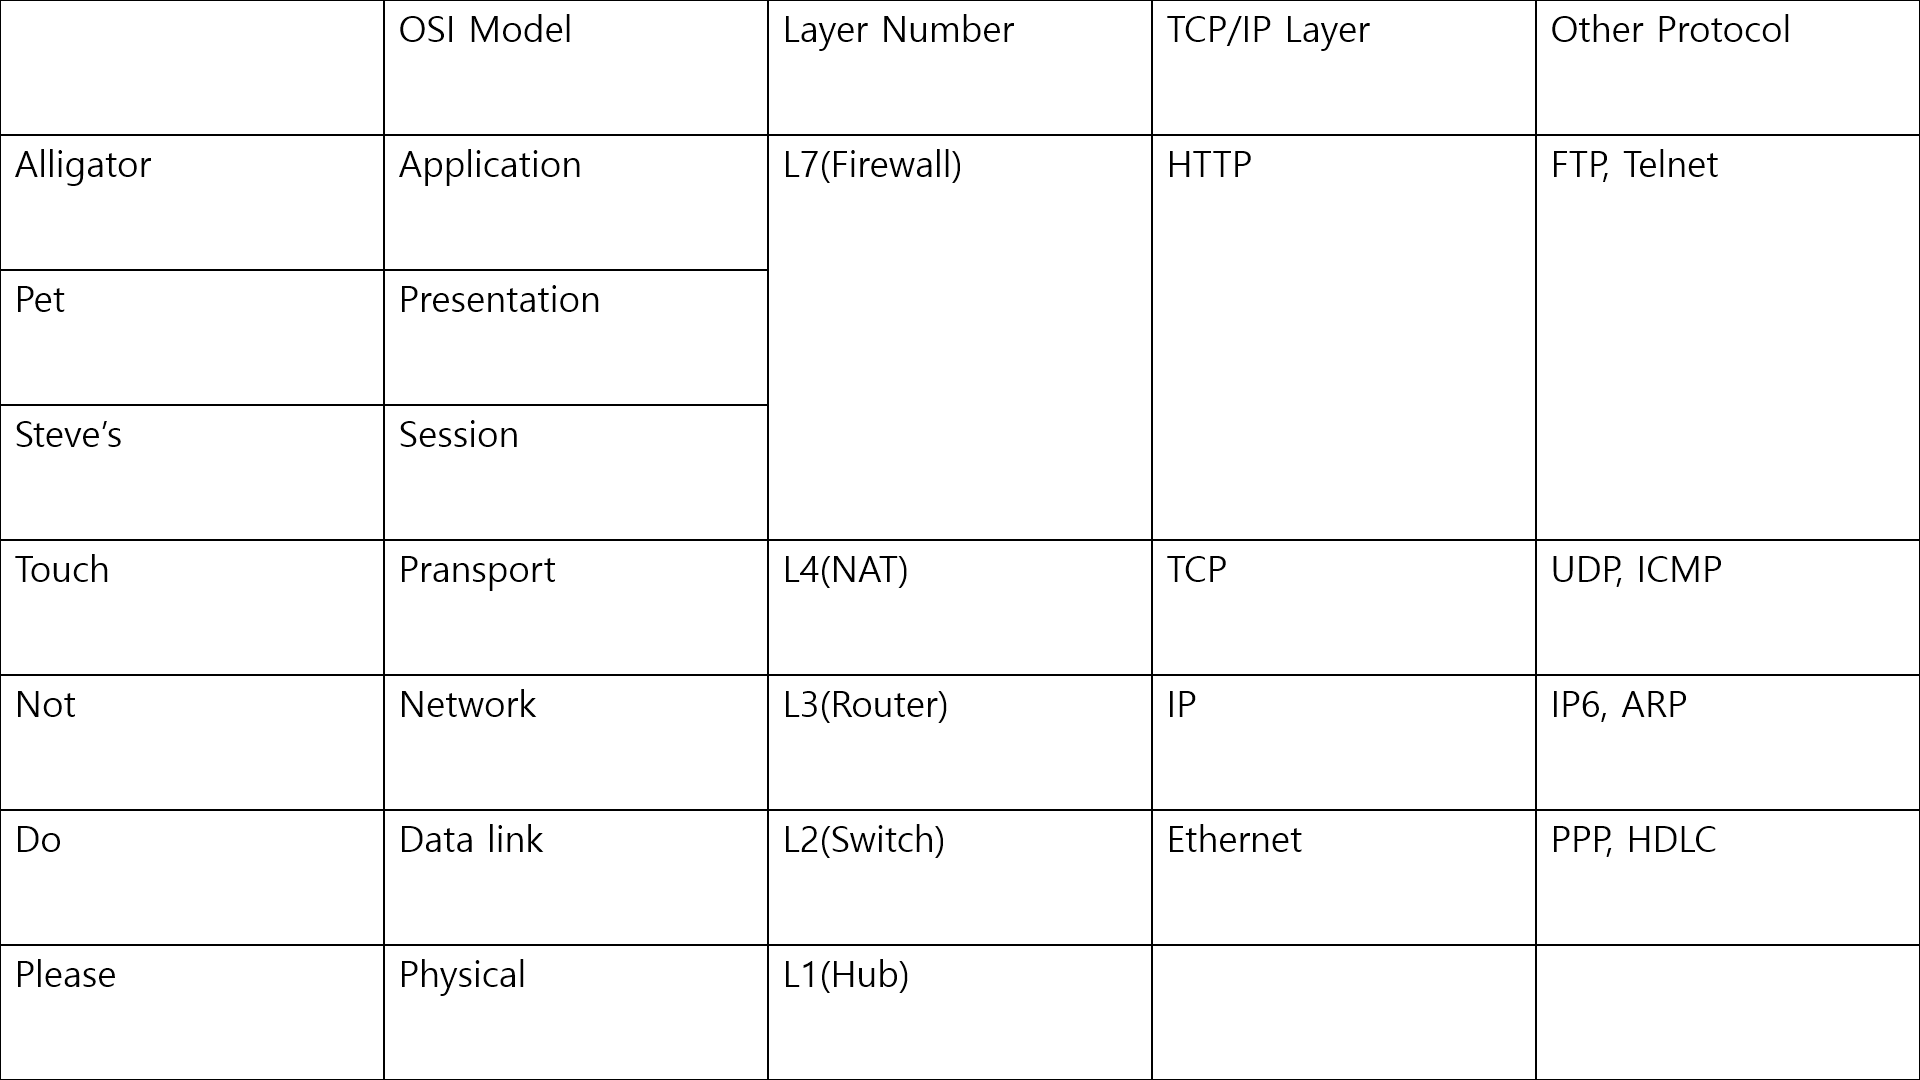 OSI Model
Layer Number
TCP/IP Layer
Other Protocol
Alligator
Application
L7(Firewall)
HTTP
FTP, Telnet
Pet
Presentation
Steve’s
Session
Touch
Pransport
L4(NAT)
TCP
UDP, ICMP
Not
Network
L3(Router)
IP
IP6, ARP
Do
Data link
L2(Switch)
Ethernet
PPP, HDLC
Please
Physical
L1(Hub)